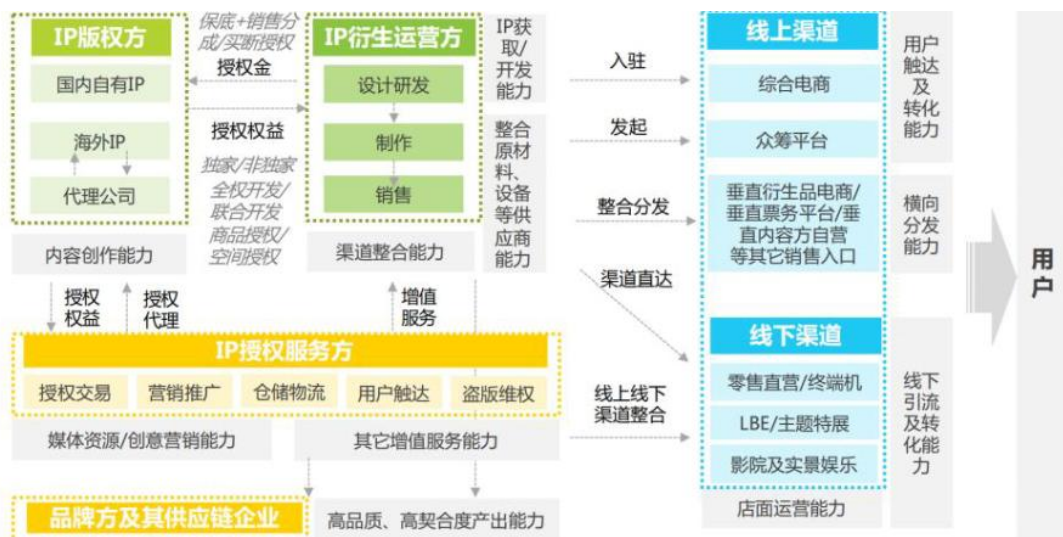 IP版权方
国内自有IP
海外IP
代理公司
内容创作能力
保底+销售分
成/买断授权
授权金
授权权益
独家/非独家
全权开发/
联合开发
商品授权/
空间授权
IP衍生运营方
设计研发
制作
销售
渠道整合能力
IP获
取/
开发
能力
整合
原材
料、
设备
等供
应商
能力
授权
权益
授权
代理
增值
服务
IP授权服务方
授权交易
营销推广
仓储物流
用户触达
盗版维权
媒体资源/创意营销能力
其它增值服务能力
品牌方及其供应链企业
高品质、高契合度产出能力
入驻
发起
整合分发
渠道直达
线上线下
渠道整合
线上渠道
综合电商
众筹平台
垂直衍生品电商/
垂直票务平台/垂
直内容方自营
等其它销售入口
线下渠道
零售直营/终端机
LBE/主题特展
影院及实景娱乐
店面运营能力
用户
触达
及
转化
能力
横向
分发
能力
线下
引流
及转
化能
力
用
户